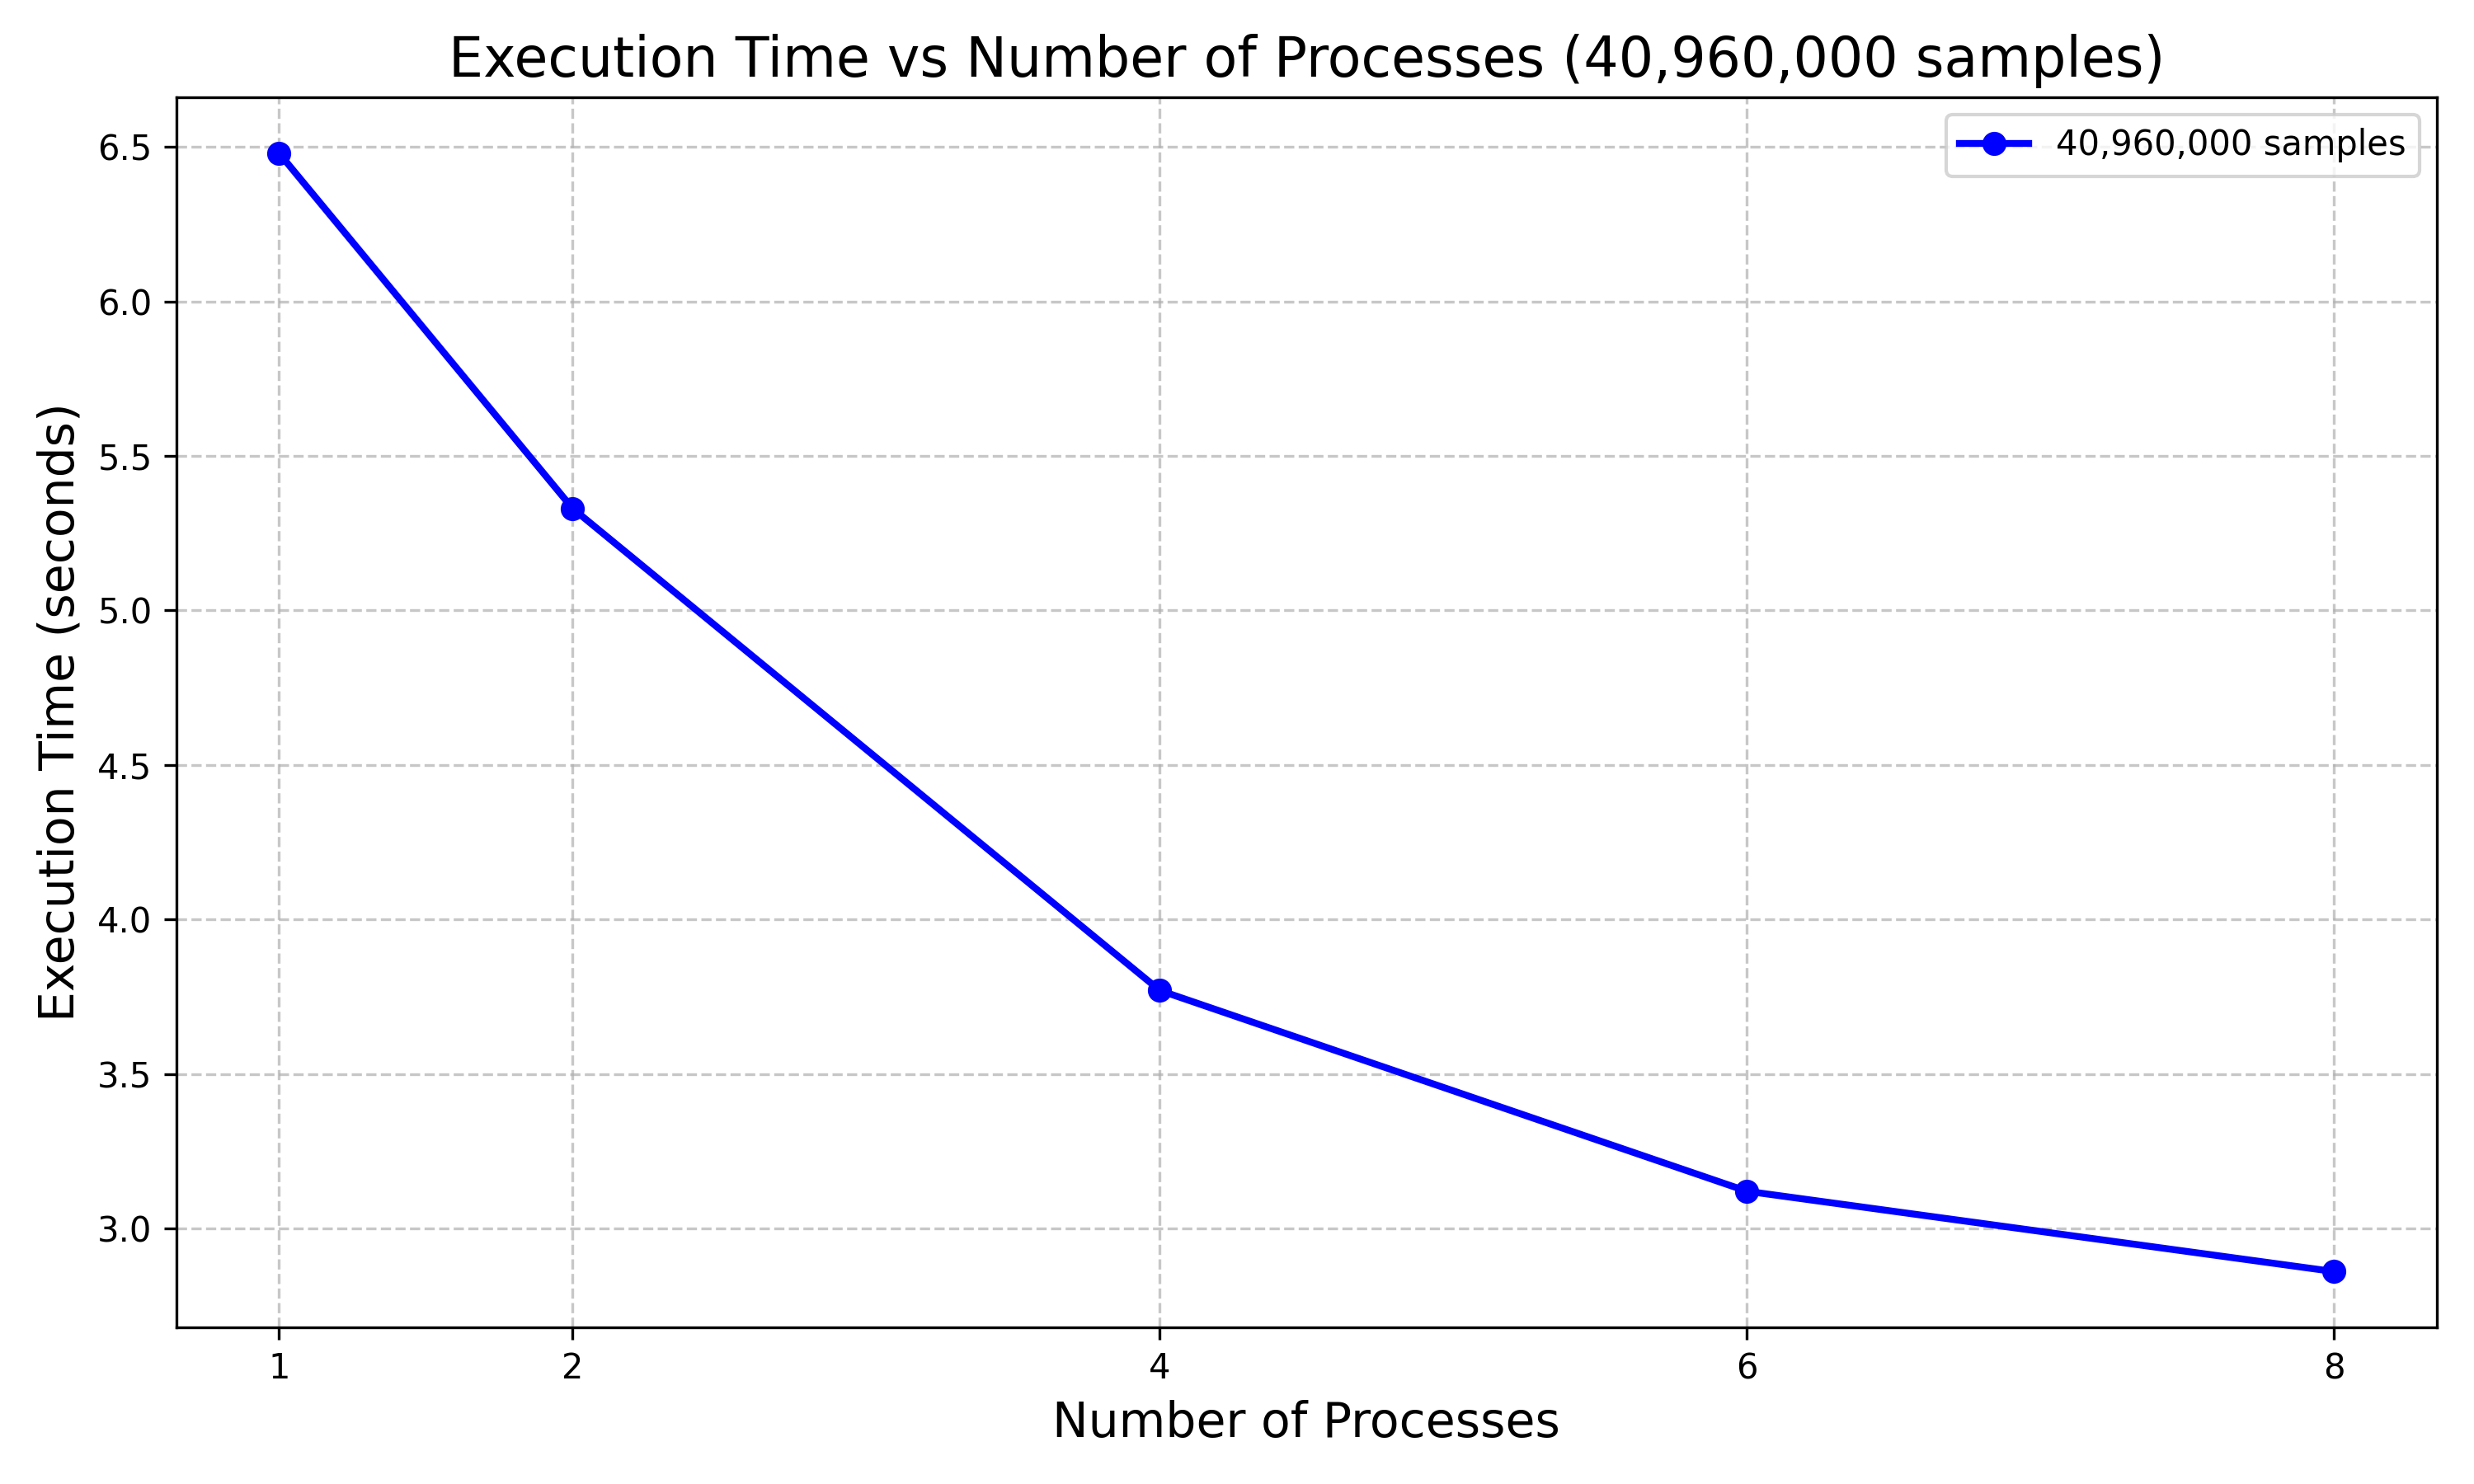 Execution Time vs Number of Processes (40,960,000 samples)
40,960,000 samples
Execution Time (seconds)
6.5
6.0
5.5
5.0
4.5
4.0
3.5
3.0
1 2 4 6 8
Number of Processes